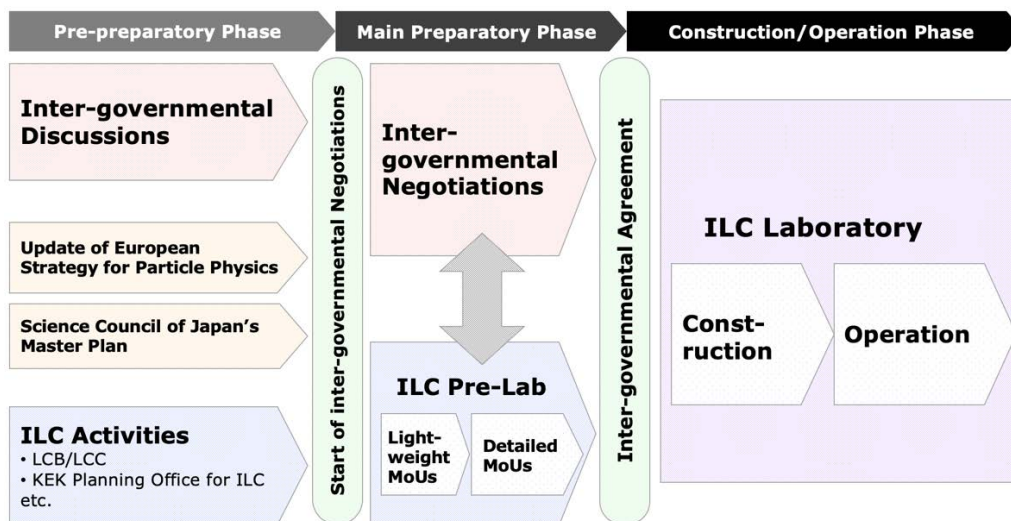 Pre-preparatory Phase
Main Preparatory Phase
Construction/Operation Phase
Inter-governmental
Discussions
Update of European
Strategy for Particle Physics
Science Council of Japan’s
Master Plan
ILC Activities
• LCB/LCC
• KEK Planning Office for ILC
etc.
Start of inter-governmental Negotiations
Inter-
governmental
Negotiations
ILC Pre-Lab
Light-
weight
MoUs
Detailed
MoUs
Inter-governmental Agreement
ILC Laboratory
Const-
ruction
Operation